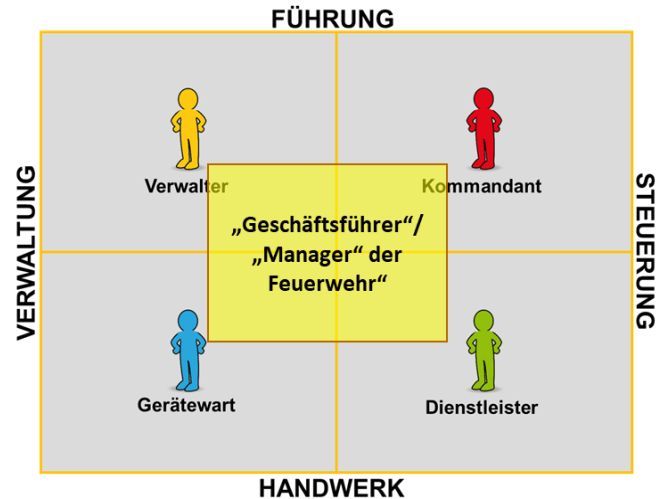 FÜHRUNG
VERWALTUNG
STEUERUNG
Verwalter
Kommandant
„Geschäftsführer“/
„Manager“ der
Feuerwehr“
Gerätewart
Dienstleister
HANDWERK